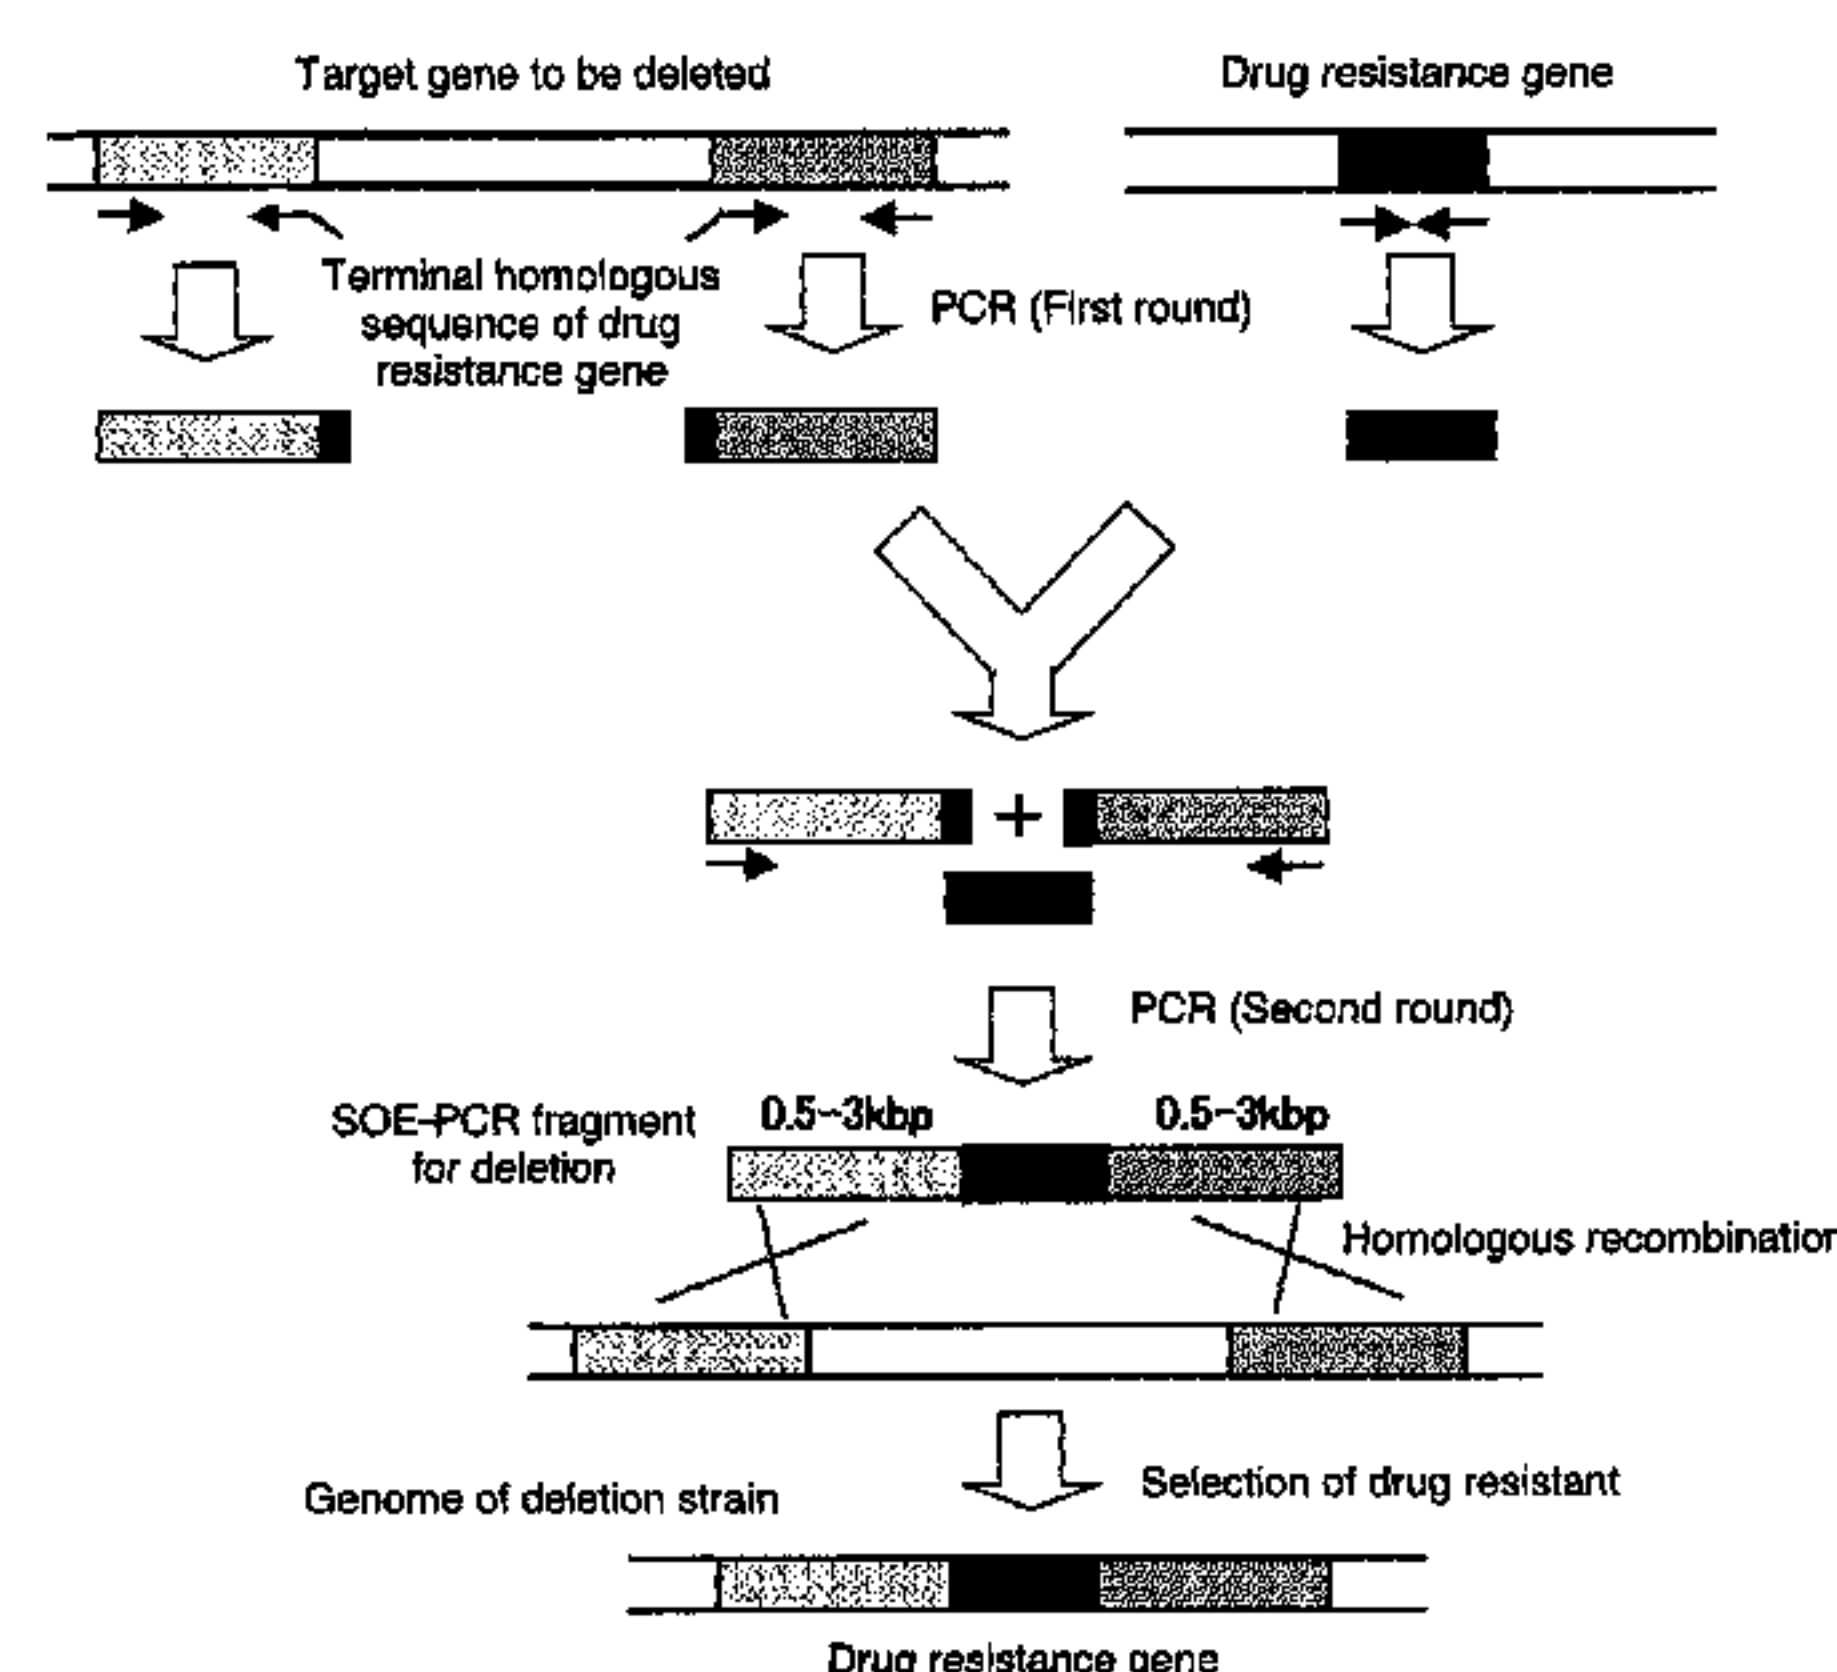 Target gene to be deleted
Drug resistance gene
Terminal homologous
sequence of drug
resistance gene
PCR (First round)
+
PCR (Second round)
SOE-PCR fragment
for deletion
0.5-3kbp
0.5-3kbp
Homologous recombination
Genome of deletion strain
Selection of drug resistant
Drug resistance gene